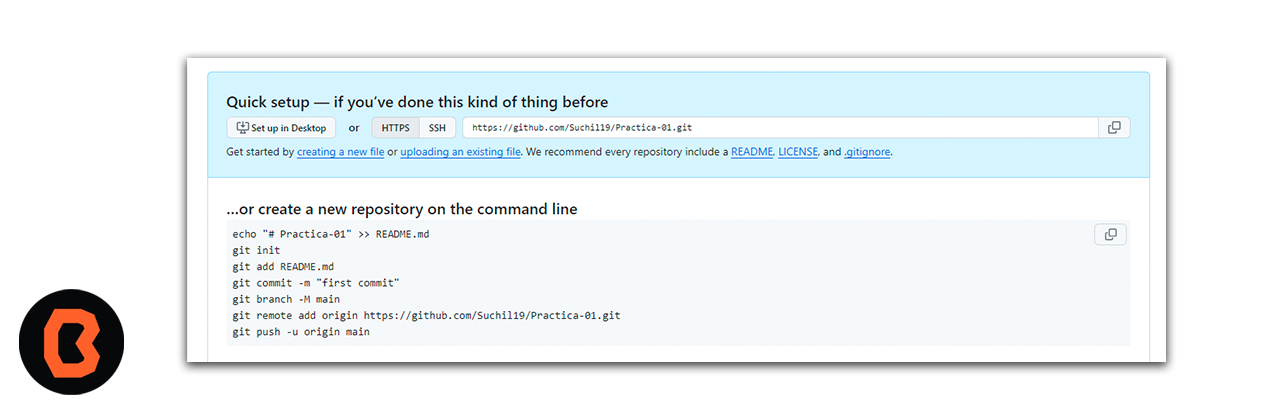 Quick setup — if you've done this kind of thing before
Set up in Desktop or HTTPS SSH https://github.com/Suchil19/Practica-01.git
Get started by creating a new file or uploading an existing file. We recommend every repository include a README, LICENSE, and .gitignore.
...or create a new repository on the command line
echo "# Practica-01" >> README.md
git init
git add README.md
git commit -m "first commit"
git branch -M main
git remote add origin https://github.com/Suchil19/Practica-01.git
git push -u origin main
B